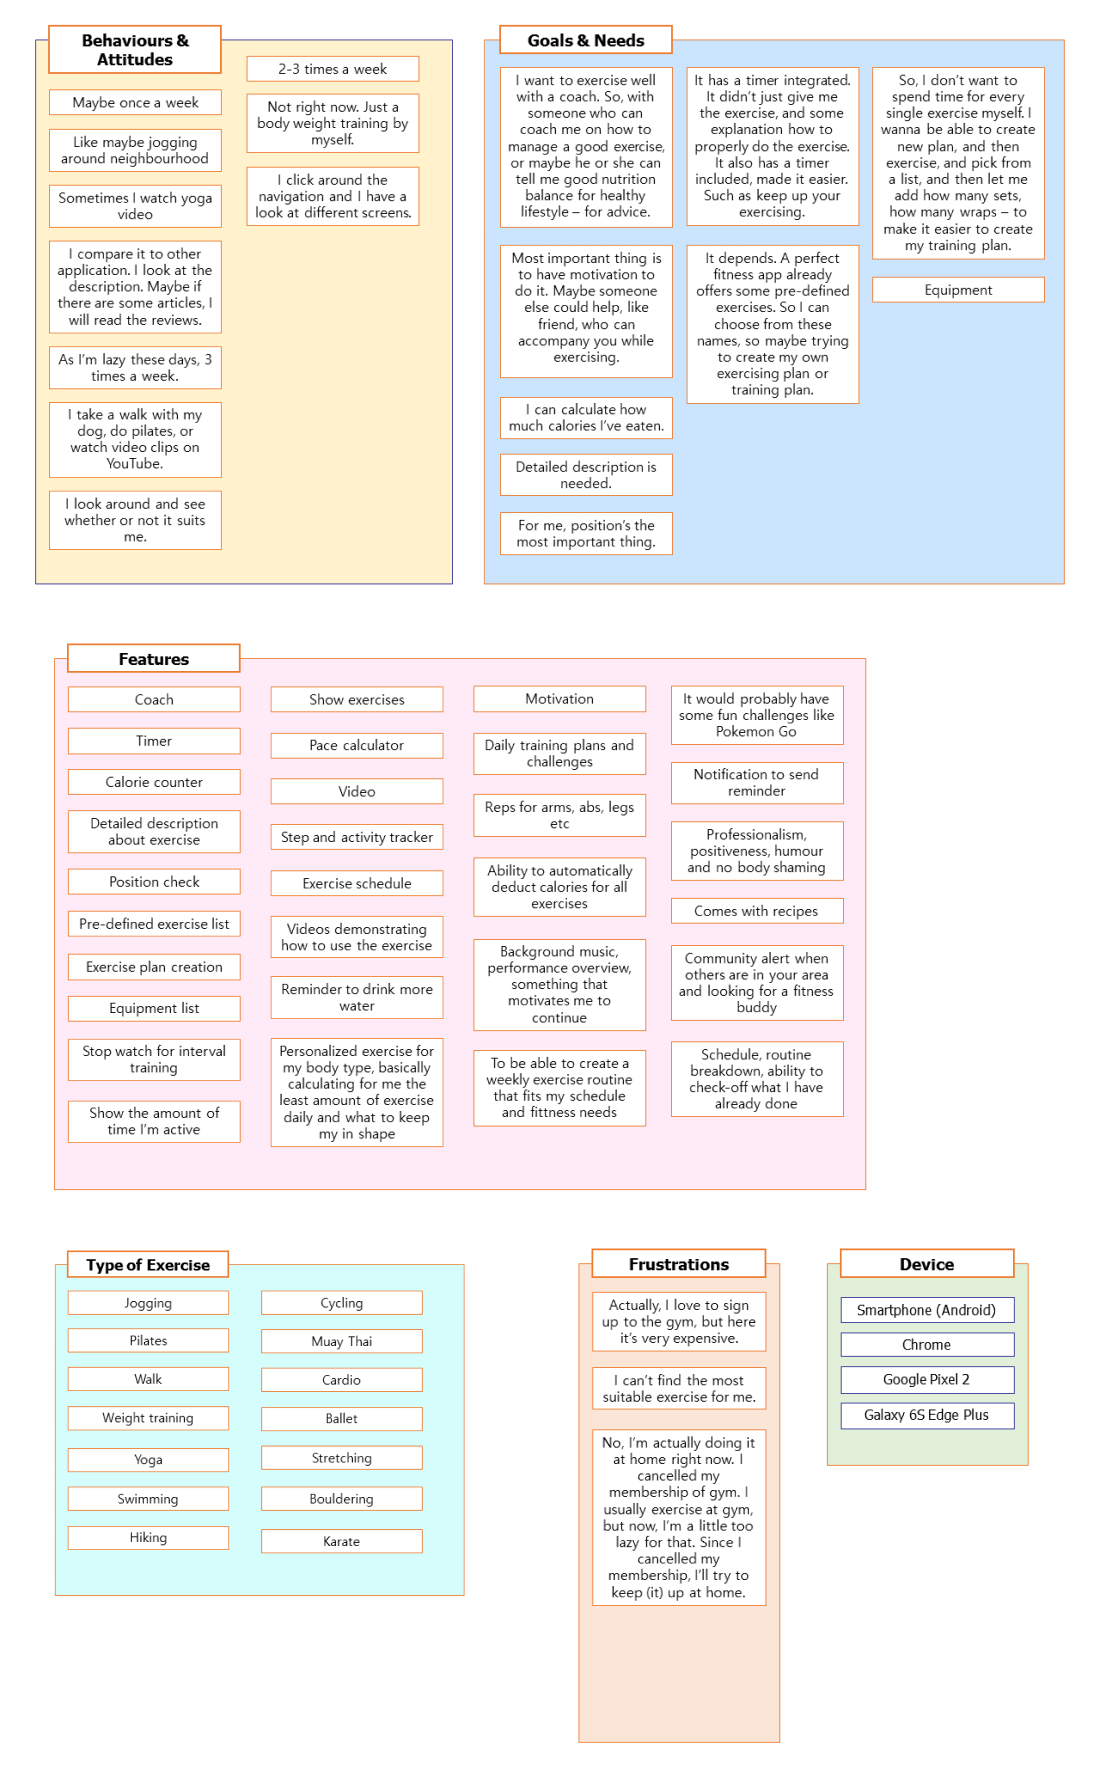 Behaviours &
Attitudes
Maybe once a week
Like maybe jogging
around neighbourhood
Sometimes I watch yoga
video
I compare it to other
application. I look at the
description. Maybe if
there are some articles, I
will read the reviews.
As I'm lazy these days, 3
times a week.
I take a walk with my
dog, do pilates, or
watch video clips on
YouTube.
I look around and see
whether or not it suits
me.
2-3 times a week
Not right now. Just a
body weight training by
myself.
I click around the
navigation and I have a
look at different screens.
Goals & Needs
I want to exercise well
with a coach. So, with
someone who can
coach me on how to
manage a good exercise,
or maybe he or she can
tell me good nutrition
balance for healthy
lifestyle – for advice.
Most important thing is
to have motivation to
do it. Maybe someone
else could help, like
friend, who can
accompany you while
exercising.
I can calculate how
much calories I've eaten.
Detailed description is
needed.
For me, position's the
most important thing.
It has a timer integrated.
It didn't just give me
the exercise, and some
explanation how to
properly do the exercise.
It also has a timer
included, made it easier.
Such as keep up your
exercising.
It depends. A perfect
fitness app already
offers some pre-defined
exercises. So I can
choose from these
names, so maybe trying
to create my own
exercising plan or
training plan.
So, I don't want to
spend time for every
single exercise myself. I
wanna be able to create
new plan, and then
exercise, and pick from
a list, and then let me
add how many sets,
how many wraps – to
make it easier to create
my training plan.
Equipment
Features
Coach
Timer
Calorie counter
Detailed description
about exercise
Position check
Pre-defined exercise list
Exercise plan creation
Equipment list
Stop watch for interval
training
Show the amount of
time I'm active
Show exercises
Pace calculator
Video
Step and activity tracker
Exercise schedule
Videos demonstrating
how to use the exercise
Reminder to drink more
water
Personalized exercise for
my body type, basically
calculating for me the
least amount of exercise
daily and what to keep
my in shape
Motivation
Daily training plans and
challenges
Reps for arms, abs, legs
etc
Ability to automatically
deduct calories for all
exercises
Background music,
performance overview,
something that
motivates me to
continue
To be able to create a
weekly exercise routine
that fits my schedule
and fittness needs
It would probably have
some fun challenges like
Pokemon Go
Notification to send
reminder
Professionalism,
positiveness, humour
and no body shaming
Comes with recipes
Community alert when
others are in your area
and looking for a fitness
buddy
Schedule, routine
breakdown, ability to
check-off what I have
already done
Type of Exercise
Jogging
Pilates
Walk
Weight training
Yoga
Swimming
Hiking
Cycling
Muay Thai
Cardio
Ballet
Stretching
Bouldering
Karate
Frustrations
Actually, I love to sign
up to the gym, but here
it's very expensive.
I can't find the most
suitable exercise for me.
No, I'm actually doing it
at home right now. I
cancelled my
membership of gym. I
usually exercise at gym,
but now, I'm a little too
lazy for that. Since I
cancelled my
membership, I'll try to
keep (it) up at home.
Device
Smartphone (Android)
Chrome
Google Pixel 2
Galaxy 6S Edge Plus